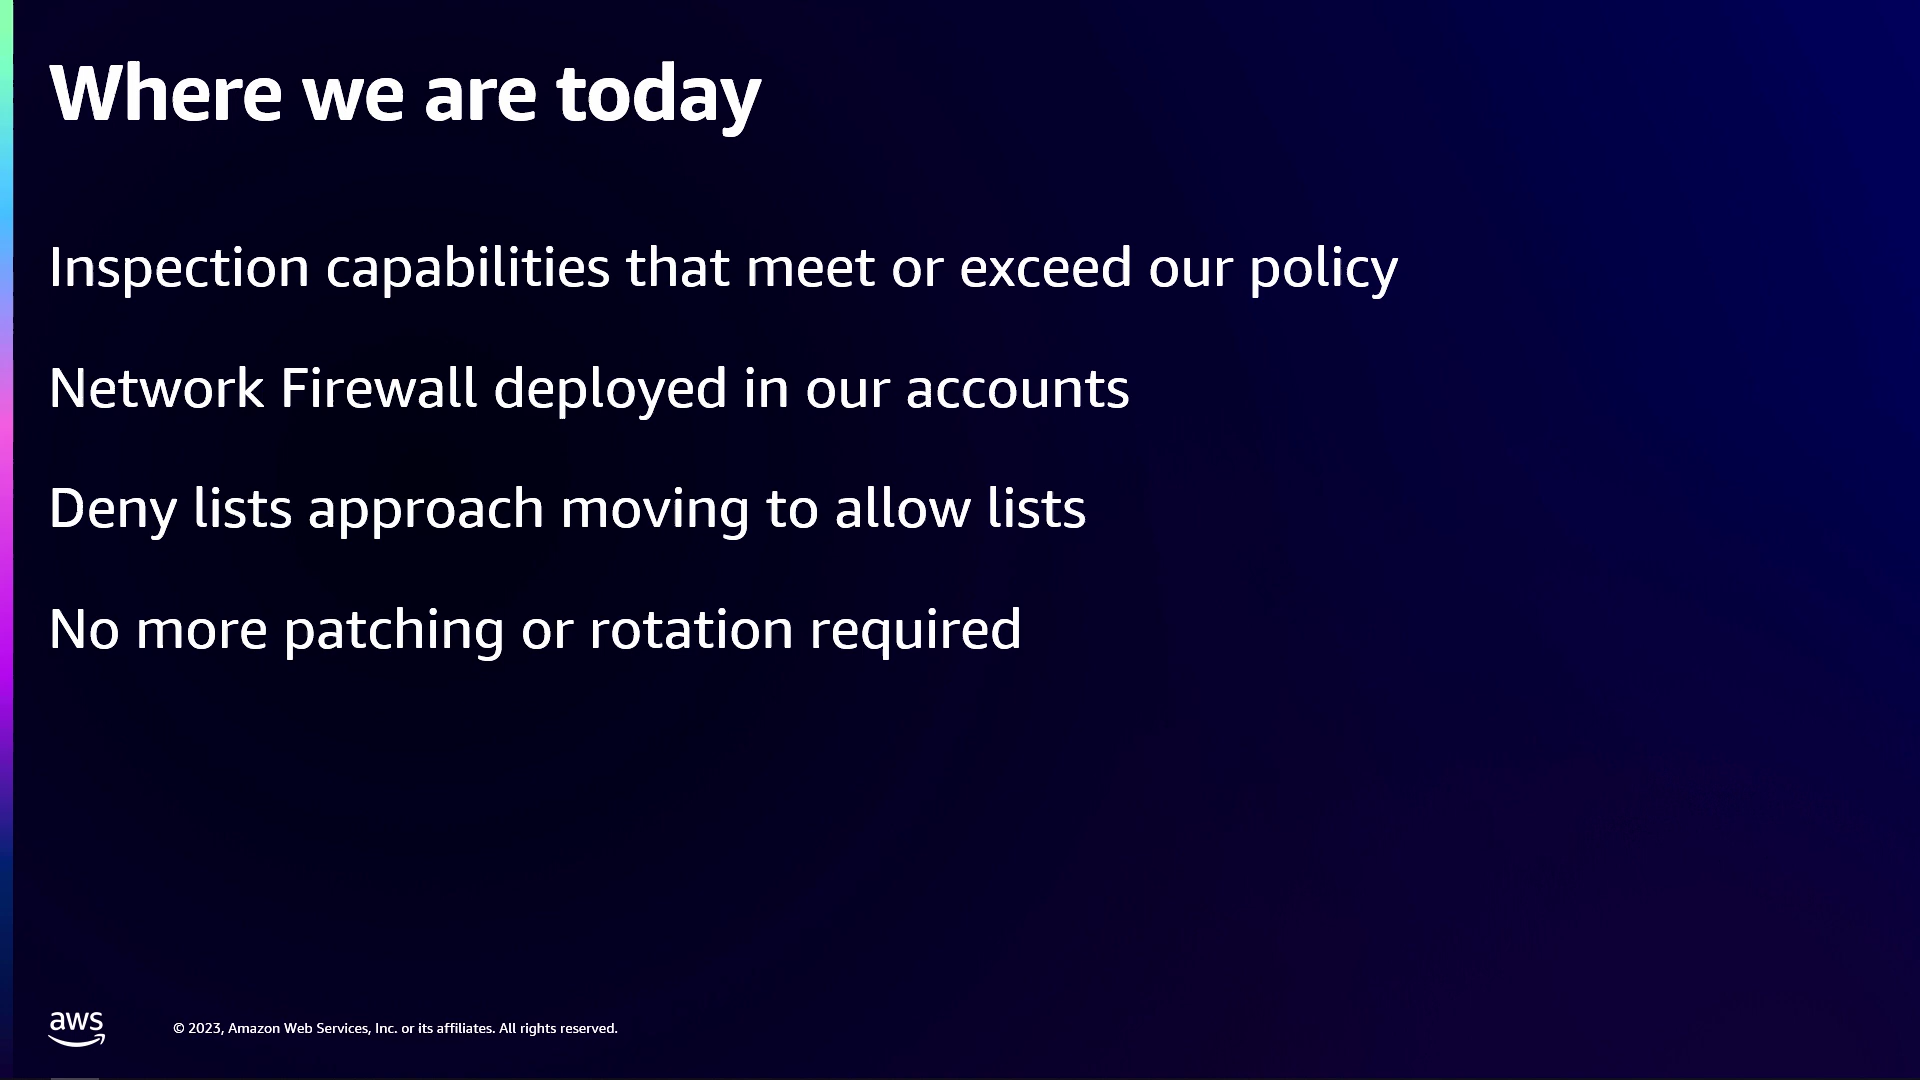 Where we are today
Inspection capabilities that meet or exceed our policy
Network Firewall deployed in our accounts
Deny lists approach moving to allow lists
No more patching or rotation required
aws
© 2023, Amazon Web Services, Inc. or its affiliates. All rights reserved.